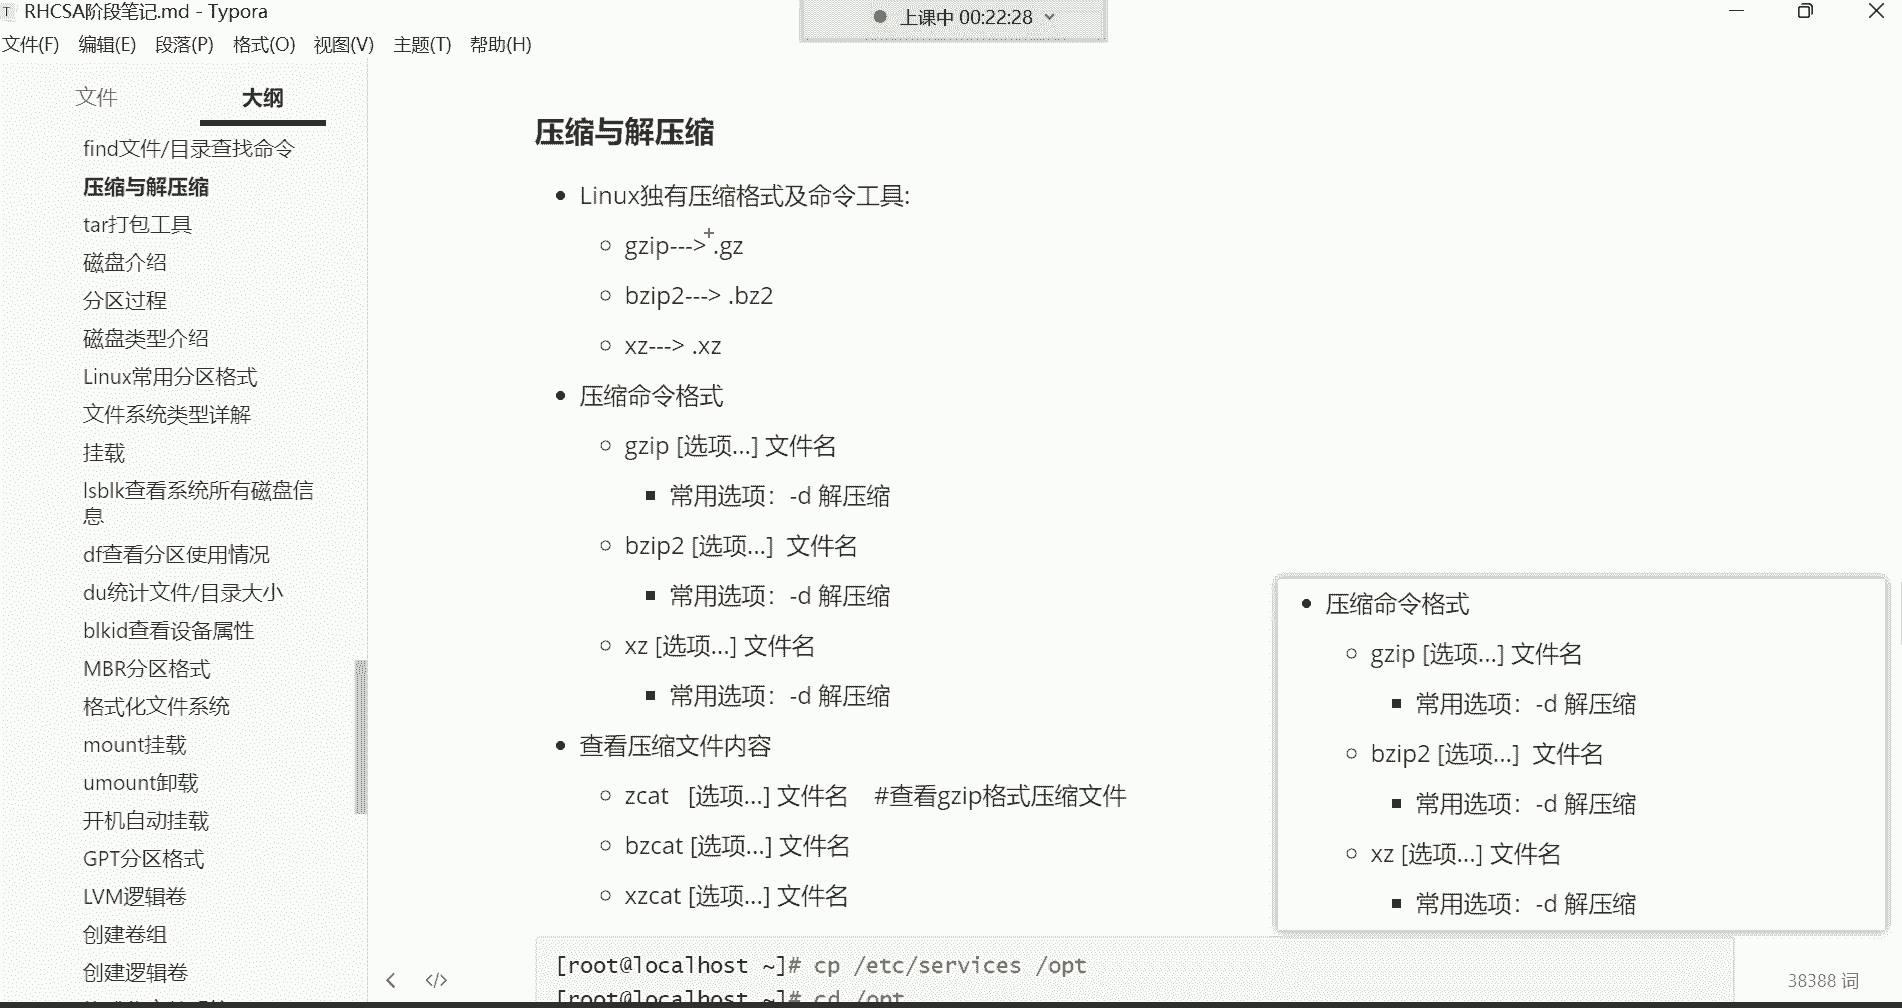 RHCSA阶段笔记.md - Typora
上课中 00:22:28
文件(F) 编辑(E) 段落(P) 格式(O) 视图(V) 主题(T) 帮助(H)
文件 大纲
find文件/目录查找命令
压缩与解压缩
tar打包工具
磁盘介绍
分区过程
磁盘类型介绍
Linux常用分区格式
文件系统类型详解
挂载
lsblk查看系统所有磁盘信
息
df查看分区使用情况
du统计文件/目录大小
blkid查看设备属性
MBR分区格式
格式化文件系统
mount挂载
umount卸载
开机自动挂载
GPT分区格式
LVM逻辑卷
创建卷组
创建逻辑卷
压缩与解压缩
Linux独有压缩格式及命令工具:
gzip---> .gz
bzip2---> .bz2
xz---> .xz
压缩命令格式
gzip [选项...] 文件名
常用选项：-d 解压缩
bzip2 [选项...] 文件名
常用选项：-d 解压缩
xz [选项...] 文件名
常用选项：-d 解压缩
查看压缩文件内容
zcat [选项...] 文件名 #查看gzip格式压缩文件
bzcat [选项...] 文件名
xzcat [选项...] 文件名
[root@localhost ~]# cp /etc/services /opt
[root@localhost ~]# cd /opt
压缩命令格式
gzip [选项...] 文件名
常用选项：-d 解压缩
bzip2 [选项...] 文件名
常用选项：-d 解压缩
xz [选项...] 文件名
常用选项：-d 解压缩
38388 词